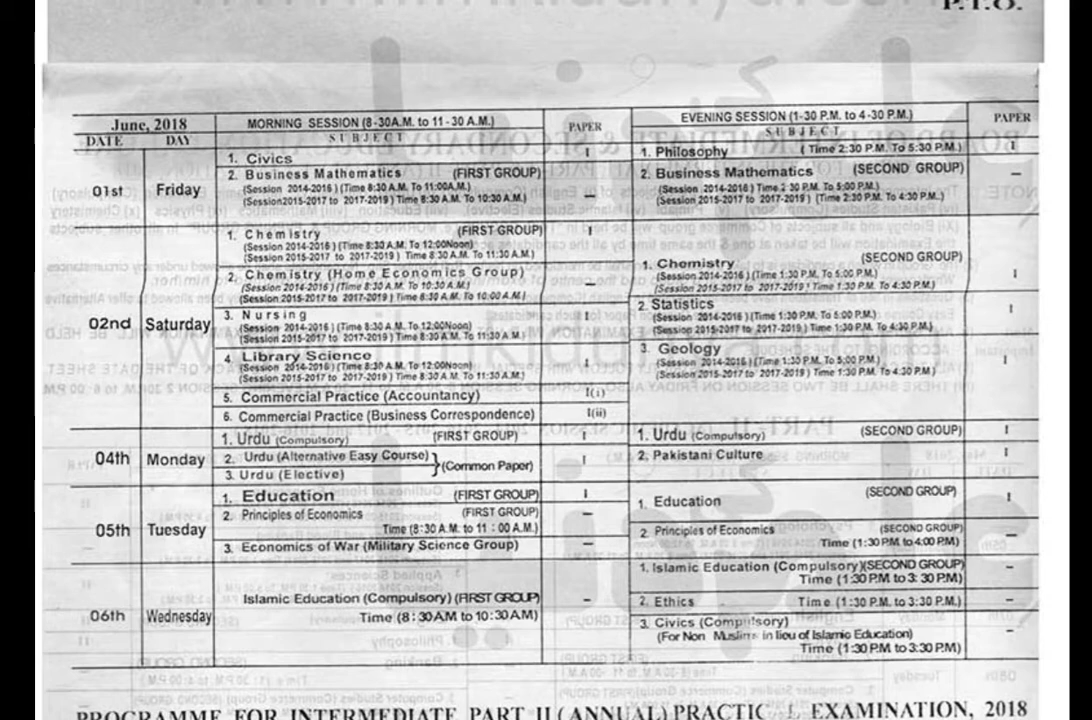 P.T.O.
June, 2018 MORNING SESSION (8-30A.M. to 11-30 A.M.) PAPER EVENING SESSION (1-30 P.M. to 4-30 P.M.) PAPER
DATE DAY SUBJECT SUBJECT
01st Friday
1. Civics I
2. Business Mathematics (FIRST GROUP) –
(Session 2014-2016) (Time 8:30 A.M. To 11:00A.M.)
(Session2015-2017 to 2017-2019) Time 8:30 A.M. To 10:30 A.M.)
1. Philosophy (Time 2:30 P.M. To 5:30 P.M.) I
2. Business Mathematics (SECOND GROUP) –
(Session 2014-2016) (Time 2:30 P.M. To 5:00 P.M.)
(Session2015-2017 to 2017-2019) (Time 2:30 P.M. To 4:30 P.M.)
02nd Saturday
1. Chemistry (FIRST GROUP) I
(Session 2014-2016) (Time 8:30 A.M. To 12:00Noon)
(Session 2015-2017 to 2017-2019) Time 8:30 A.M. To 11:30 A.M.)
2. Chemistry (Home Economics Group) –
(Session 2014-2016) (Time 8:30 A.M. To 10:30 A.M.)
(Session 2015-2017 to 2017-2019) Time 8:30 A.M. To 10:00 A.M.)
3. Nursing I
(Session 2014-2016) (Time 8:30 A.M. To 12:00Noon)
(Session 2015-2017 to 2017-2019) Time 8:30 A.M. To 11:30 A.M.)
4. Library Science I
(Session 2014-2016) (Time 8:30 A.M. To 12:00Noon)
(Session 2015-2017 to 2017-2019) Time 8:30 A.M. To 11:30 A.M.)
5. Commercial Practice (Accountancy) I(i)
6. Commercial Practice (Business Correspondence) I(ii)
1. Chemistry (SECOND GROUP) I
(Session 2014-2016) (Time 1:30 P.M. To 5:00 P.M.)
(Session 2015-2017 to 2017-2019) Time 1:30 P.M. To 4:30 P.M.)
2. Statistics I
(Session 2014-2016) (Time 1:30 P.M. To 5:00 P.M.)
(Session 2015-2017 to 2017-2019) Time 1:30 P.M. To 4:30 P.M.)
3. Geology I
(Session 2014-2016) (Time 1:30 P.M. To 5:00 P.M.)
(Session 2015-2017 to 2017-2019) Time 1:30 P.M. To 4:30 P.M.)
04th Monday
1. Urdu (Compulsory) (FIRST GROUP) I
2. Urdu (Alternative Easy Course) (Common Paper) I
3. Urdu (Elective)
1. Urdu (Compulsory) (SECOND GROUP) I
2. Pakistani Culture I
05th Tuesday
1. Education (FIRST GROUP) I
2. Principles of Economics (FIRST GROUP) –
Time (8:30 A.M. to 11:00 A.M.)
3. Economics of War (Military Science Group) –
1. Education (SECOND GROUP) I
2 Principles of Economics (SECOND GROUP) –
Time (1:30 P.M. to 4:00 P.M)
06th Wednesday
Islamic Education (Compulsory) (FIRST GROUP) –
Time (8:30AM to 10:30AM)
1. Islamic Education (Compulsory)(SECOND GROUP) –
Time (1:30 P.M to 3:30 P.M)
2. Ethics Time (1:30 P.M. to 3:30 P.M.) –
3. Civics (Compulsory) –
(For Non Muslims in lieu of Islamic Education)
Time (1:30 P.M to 3:30 P.M)
PROGRAMME FOR INTERMEDIATE PART II (ANNUAL) PRACTICAL EXAMINATION, 2018